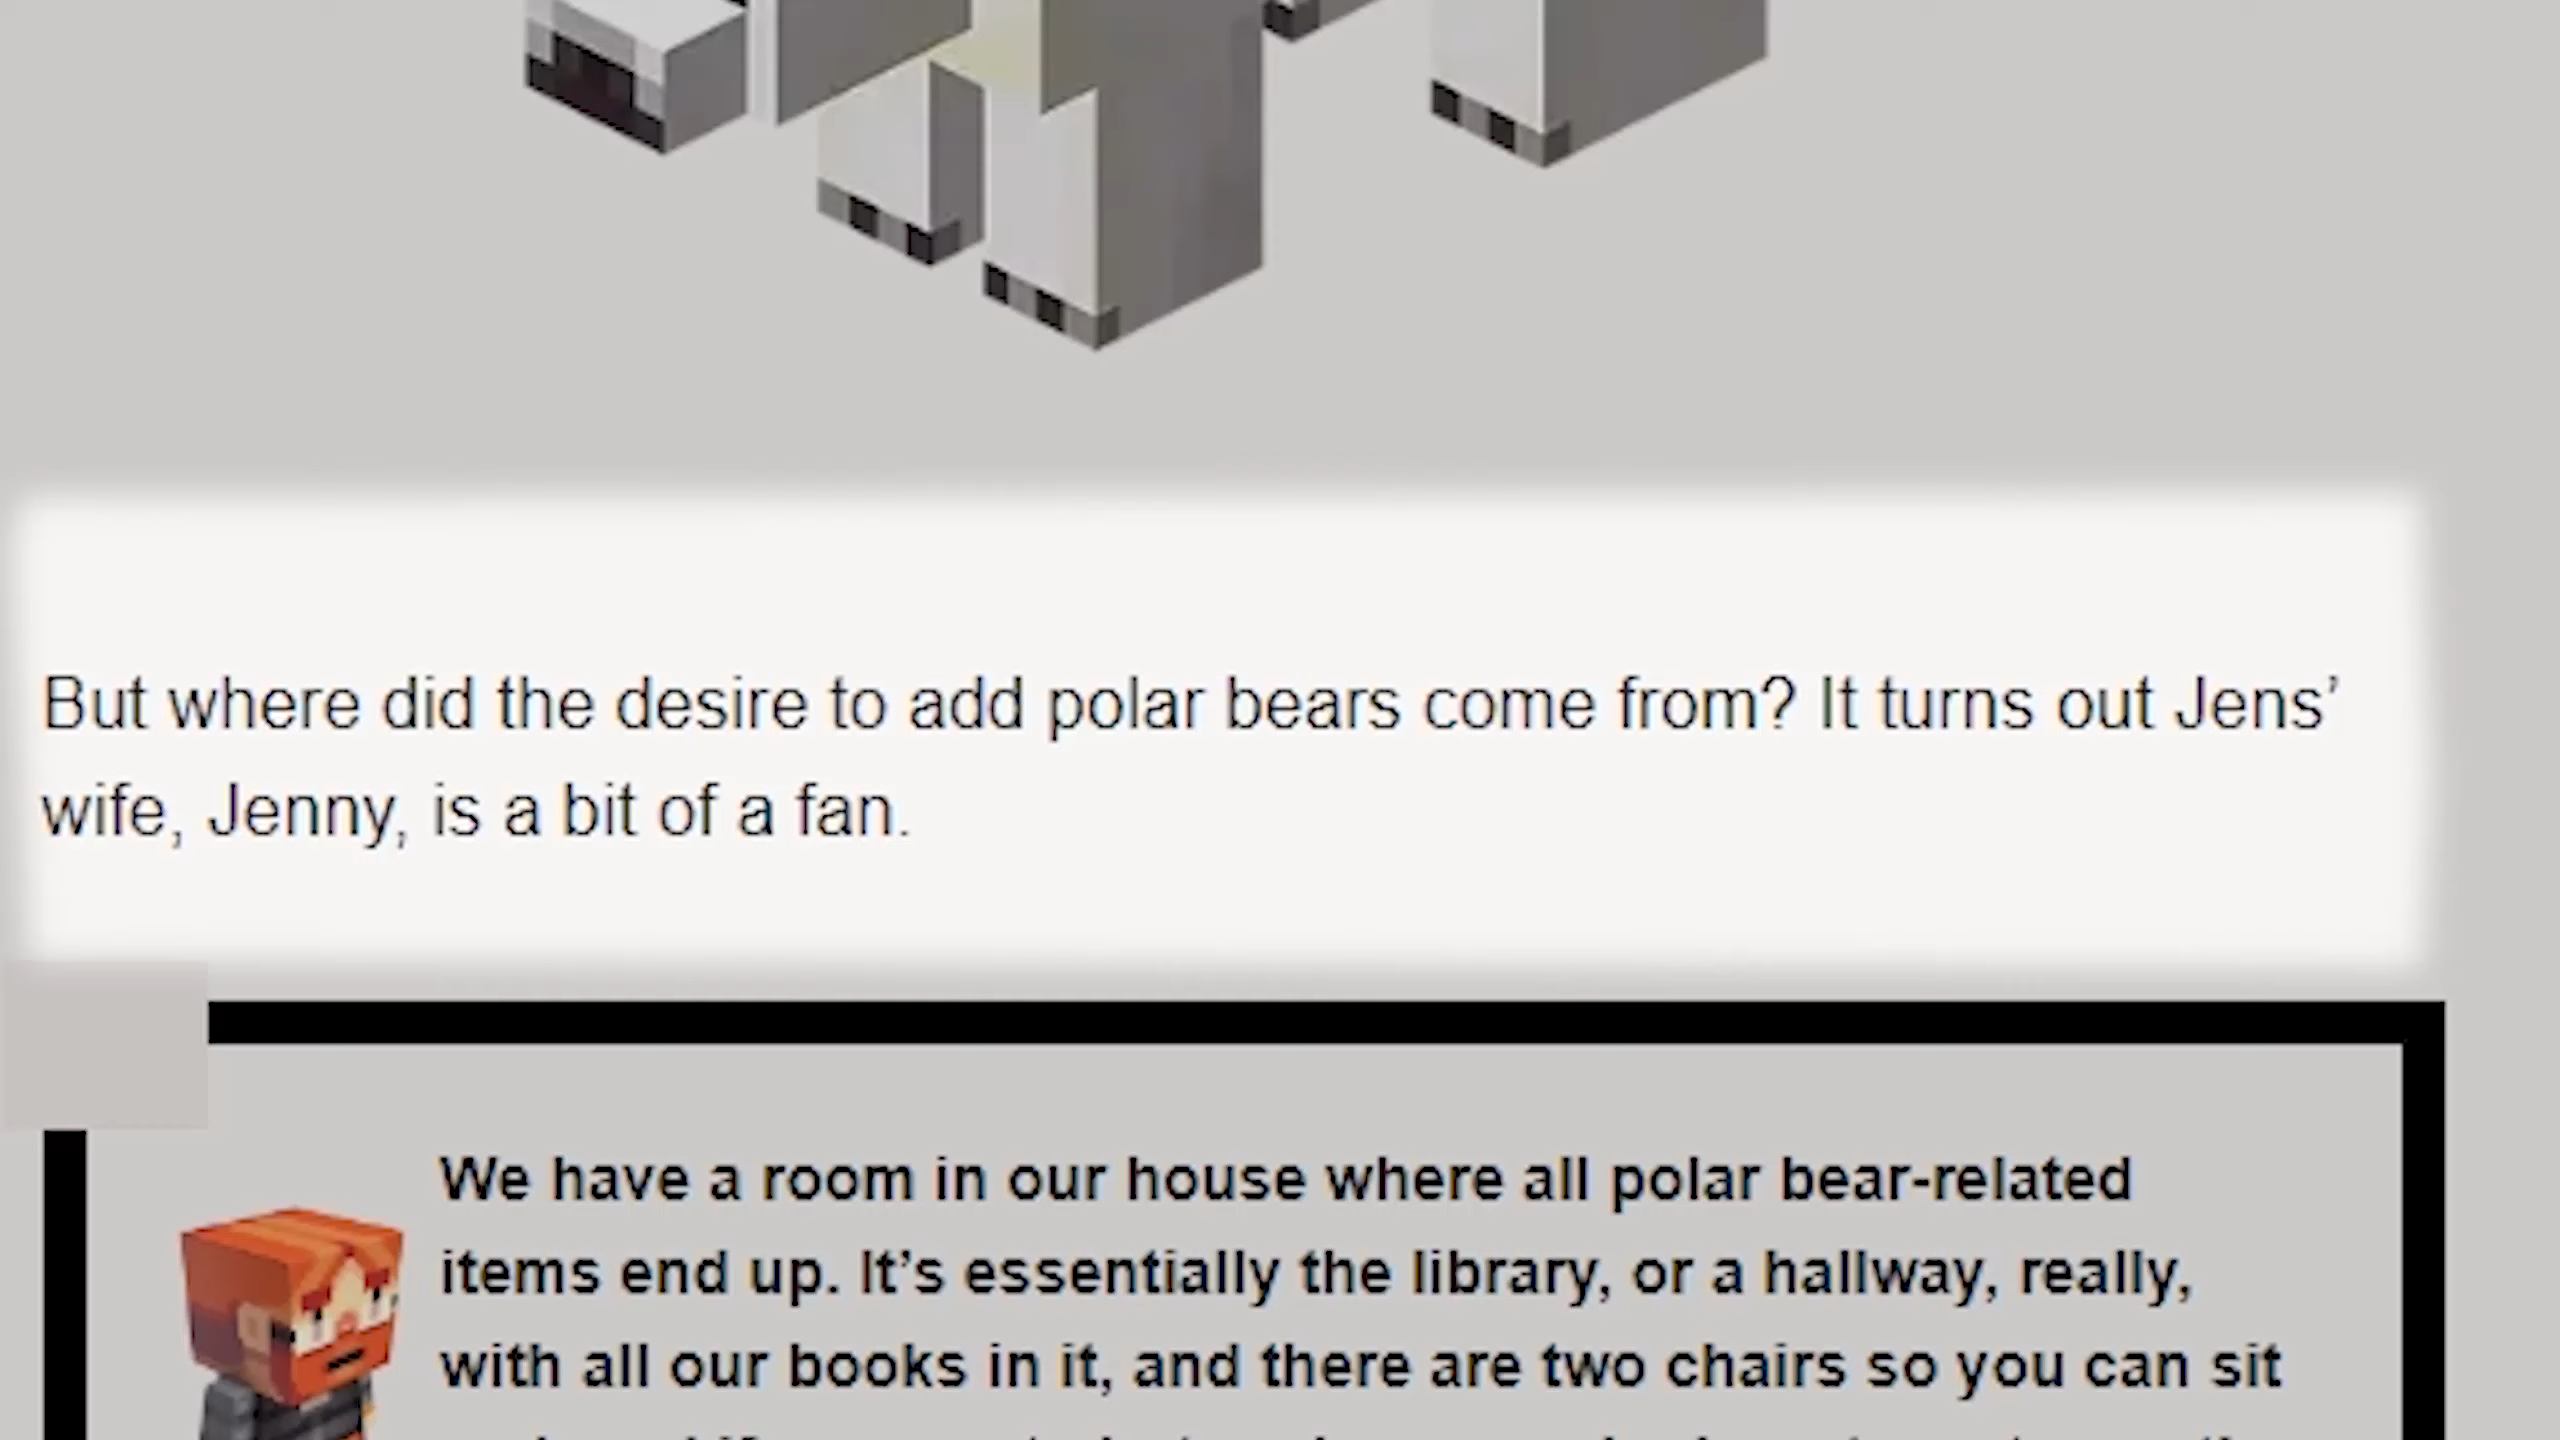 But where did the desire to add polar bears come from? It turns out Jens’
wife, Jenny, is a bit of a fan.
We have a room in our house where all polar bear-related
items end up. It’s essentially the library, or a hallway, really,
with all our books in it, and there are two chairs so you can sit